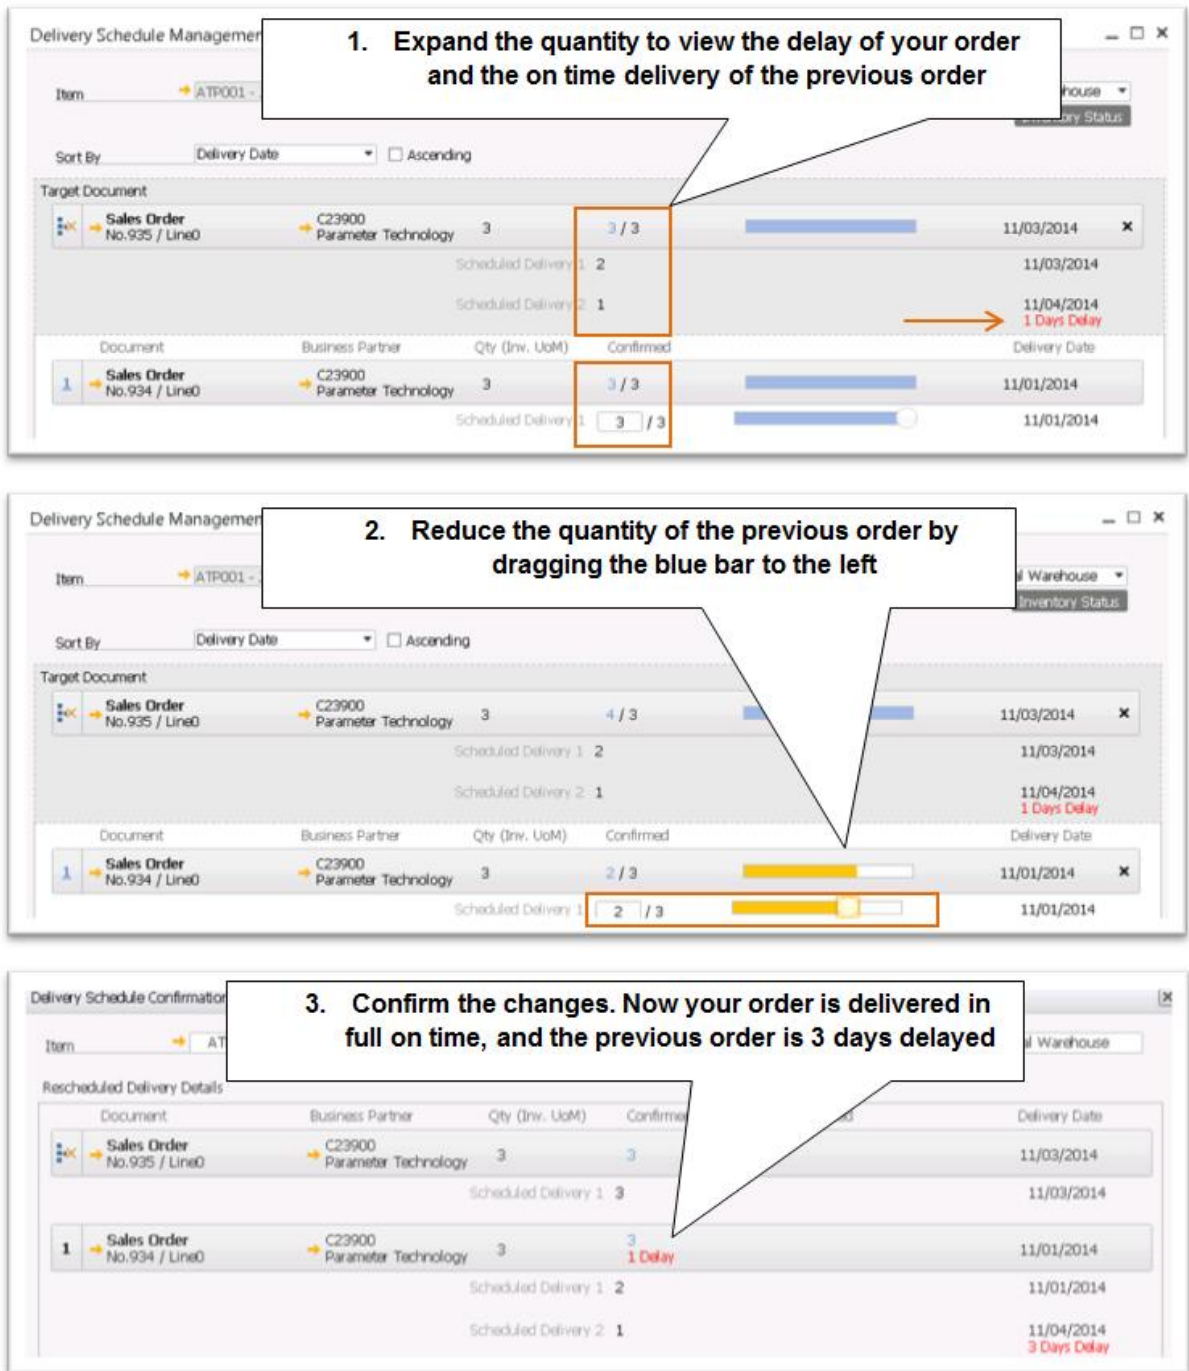 Delivery Schedule Managemen
1. Expand the quantity to view the delay of your order
and the on time delivery of the previous order
Item ATP001 - house
Inventory Status
Sort By Delivery Date Ascending
Target Document
Sales Order C23900 3 3 / 3 11/03/2014
No.935 / Line0 Parameter Technology
Scheduled Delivery 1 2 11/03/2014
Scheduled Delivery 2 1 11/04/2014
1 Days Delay
Document Business Partner Qty (Inv. UoM) Confirmed Delivery Date
1 Sales Order C23900 3 3 / 3 11/01/2014
No.934 / Line0 Parameter Technology
Scheduled Delivery 1 3 / 3 11/01/2014
Delivery Schedule Managemen
2. Reduce the quantity of the previous order by
dragging the blue bar to the left
Item ATP001 - l Warehouse
Inventory Status
Sort By Delivery Date Ascending
Target Document
Sales Order C23900 3 4 / 3 11/03/2014
No.935 / Line0 Parameter Technology
Scheduled Delivery 1 2 11/03/2014
Scheduled Delivery 2 1 11/04/2014
1 Days Delay
Document Business Partner Qty (Inv. UoM) Confirmed Delivery Date
1 Sales Order C23900 3 2 / 3 11/01/2014
No.934 / Line0 Parameter Technology
Scheduled Delivery 1 2 / 3 11/01/2014
Delivery Schedule Confirmation
3. Confirm the changes. Now your order is delivered in
full on time, and the previous order is 3 days delayed
Item AT l Warehouse
Rescheduled Delivery Details
Document Business Partner Qty (Inv. UoM) Confirme Delivery Date
Sales Order C23900 3 3 11/03/2014
No.935 / Line0 Parameter Technology
Scheduled Delivery 1 3 11/03/2014
1 Sales Order C23900 3 3 11/01/2014
No.934 / Line0 Parameter Technology 1 Delay
Scheduled Delivery 1 2 11/01/2014
Scheduled Delivery 2 1 11/04/2014
3 Days Delay